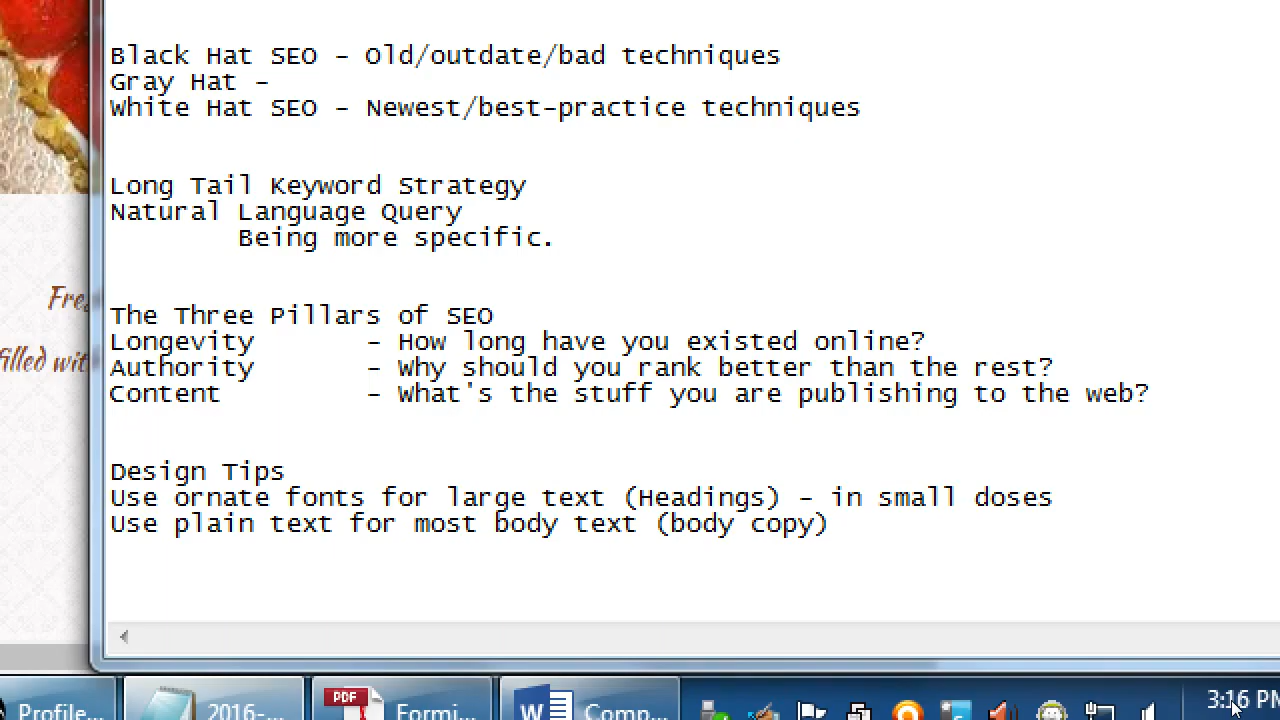 Black Hat SEO - Old/outdate/bad techniques
Gray Hat -
White Hat SEO - Newest/best-practice techniques
Long Tail Keyword Strategy
Natural Language Query
Being more specific.
The Three Pillars of SEO
Longevity - How long have you existed online?
Authority - Why should you rank better than the rest?
Content - What's the stuff you are publishing to the web?
Design Tips
Use ornate fonts for large text (Headings) - in small doses
Use plain text for most body text (body copy)
Fre
filled wit
Profile... 2016-... PDF Formi... W Comp... 3:16 PM